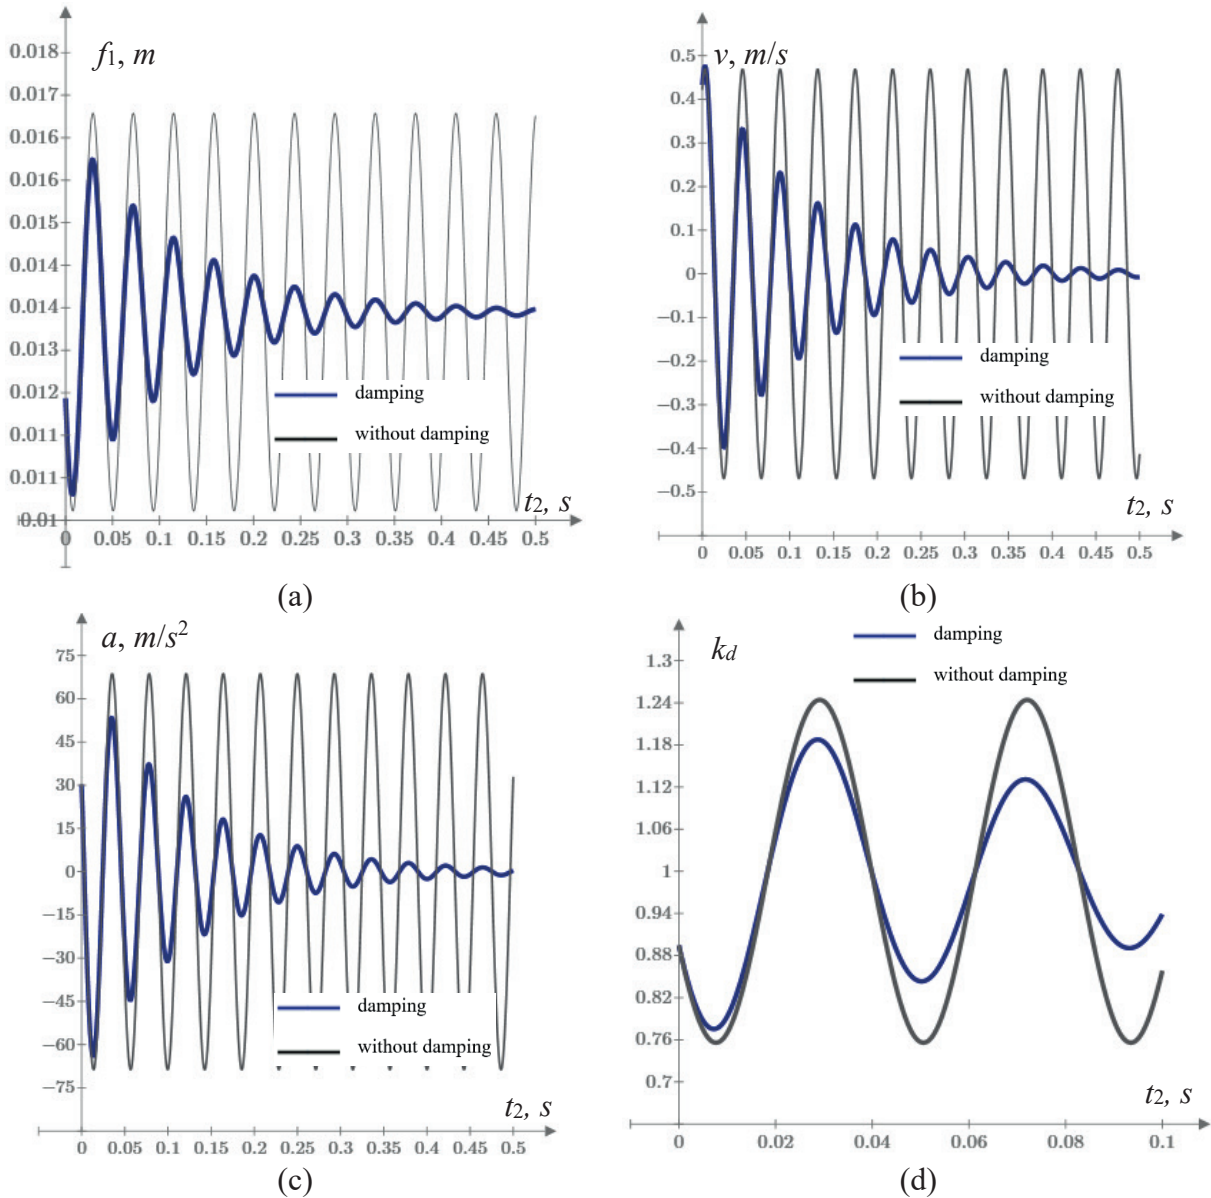 f1, m
0.018
0.017
0.016
0.016
0.015
0.014
0.014
0.013
0.012
0.011
0.011
0.01
damping
without damping
t2, s
0 0.05 0.1 0.15 0.2 0.25 0.3 0.35 0.4 0.45 0.5
(a)
v, m/s
0.5
0.4
0.3
0.2
0.1
0
−0.1
−0.2
−0.3
−0.4
−0.5
damping
without damping
t2, s
0 0.05 0.1 0.15 0.2 0.25 0.3 0.35 0.4 0.45 0.5
(b)
a, m/s2
75
60
45
30
15
0
−15
−30
−45
−60
−75
damping
without damping
t2, s
0 0.05 0.1 0.15 0.2 0.25 0.3 0.35 0.4 0.45 0.5
(c)
kd
damping
without damping
1.3
1.24
1.18
1.12
1.06
1
0.94
0.88
0.82
0.76
0.7
t2, s
0 0.02 0.04 0.06 0.08 0.1
(d)